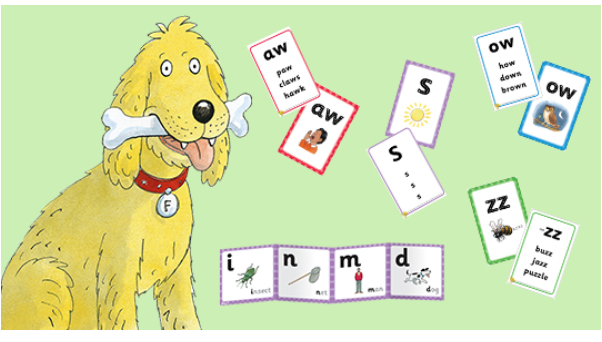 aw
paw
claws
hawk
aw
s
s
s
s
s
ow
how
down
brown
ow
zz
-zz
buzz
jazz
puzzle
F
i
insect
n
net
m
man
d
dog